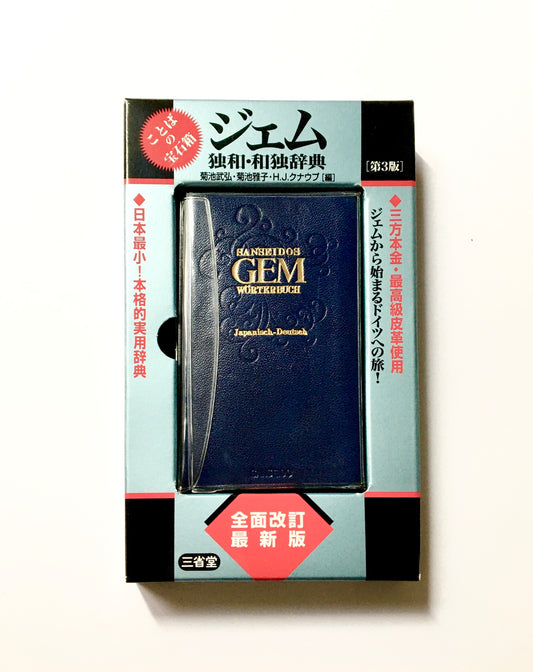 ことばの
宝石箱
ジェム
独和・和独辞典
菊池武弘・菊池雅子・H.J.クナウプ[編]
[第3版]
◆三方本金・最高級皮革使用
ジェムから始まるドイツへの旅!
◆日本最小!本格的実用辞典
SANSEIDO'S
GEM
WÖRTERBUCH
Japanisch-Deutsch
全面改訂
最新版
三省堂